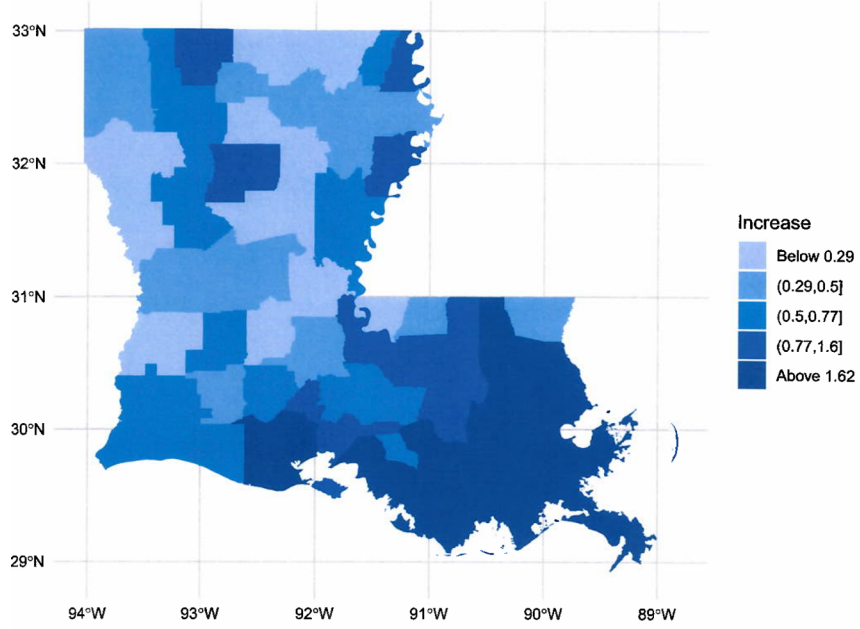 33°N
32°N
31°N
30°N
29°N
94°W 93°W 92°W 91°W 90°W 89°W
Increase
Below 0.29
(0.29,0.5]
(0.5,0.77]
(0.77,1.6]
Above 1.62